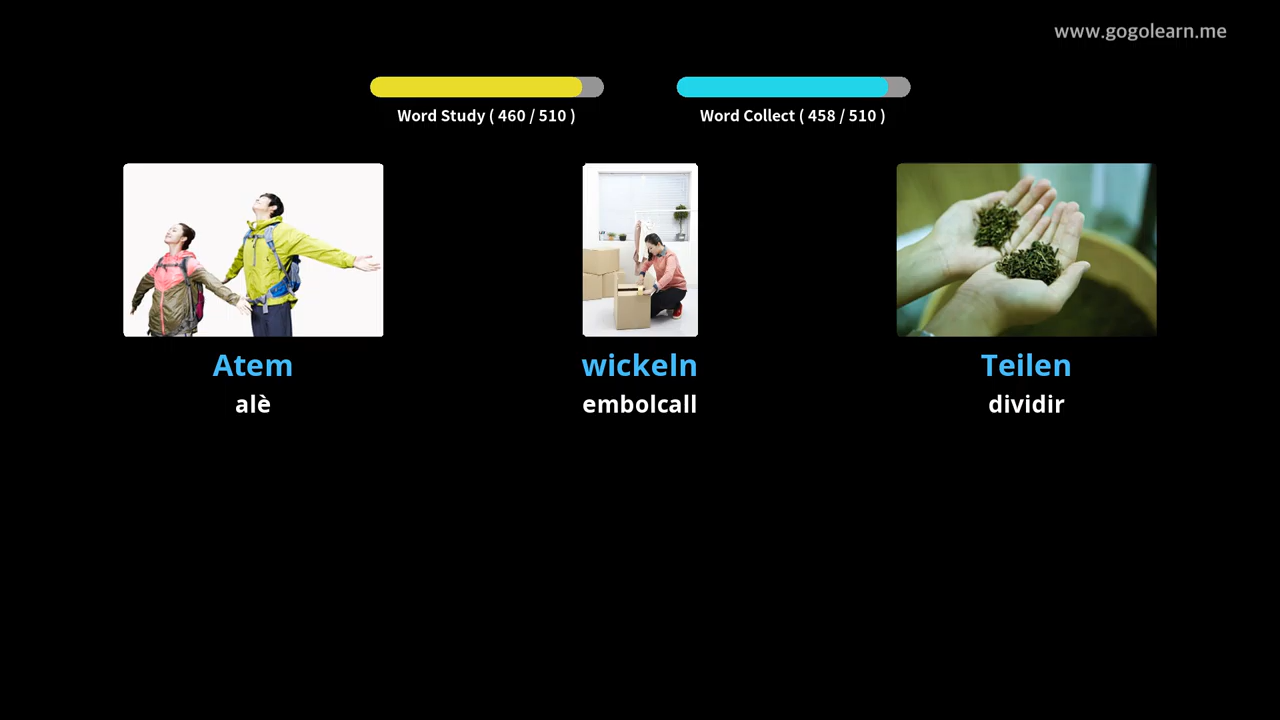 www.gogolearn.me
Word Study ( 460 / 510 )
Word Collect ( 458 / 510 )
Atem
wickeln
Teilen
alè
embolcall
dividir